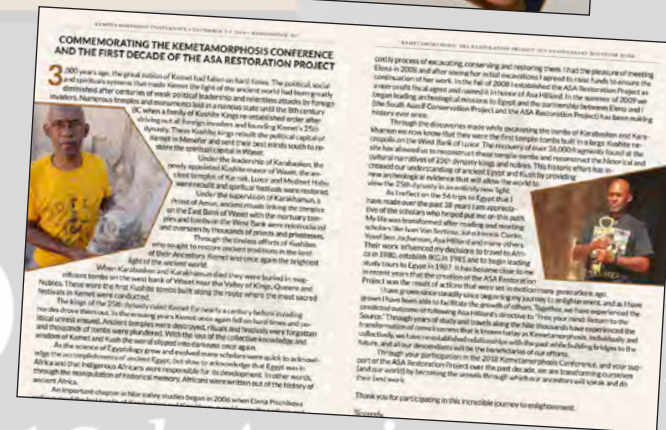 KEMETAMORPHOSIS CONFERENCE • DECEMBER 7-9, 2018 • WASHINGTON, DC
COMMEMORATING THE KEMETAMORPHOSIS CONFERENCE
AND THE FIRST DECADE OF THE ASA RESTORATION PROJECT
3,000 years ago, the great nation of Kemet had fallen on hard times. The political, social
and spiritual systems that made Kemet the light of the ancient world had been greatly
diminished after centuries of weak political leadership and relentless attacks by foreign
invaders. Numerous temples and monuments laid in a ruinous state until the 8th century
BC when a family of Kushite Kings re-established order after
driving out all foreign invaders and founding Kemet's 25th
dynasty. These Kushite kings rebuilt the political capital of
Kemet in Menefer and sent their best minds south to re-
store the spiritual capital in Waset.
Under the leadership of Karabasken, the
newly appointed Kushite mayor of Waset, the an-
cient temples of Karnak, Luxor and Medinet Habu
were rebuilt and spiritual festivals were restored.
Under the supervision of Karakhamun, a
Priest of Amun, ancient rituals linking the temples
on the East Bank of Waset with the mortuary tem-
ples and tombs on the West Bank were reintroduced
and overseen by thousands of priests and priestesses.
Through the tireless efforts of Kushites
who sought to restore ancient traditions in the land
of their Ancestors, Kemet was once again the brightest
light of the ancient world.
When Karabasken and Karakhamun died they were buried in mag-
nificent tombs on the west bank of Waset near the Valley of Kings, Queens and
Nobles. These were the first Kushite tombs built along the route where the most sacred
festivals in Kemet were conducted.
The kings of the 25th dynasty ruled Kemet for nearly a century before invading
hordes drove them out. In the ensuing years Kemet once again fell on hard times and po-
litical unrest ensued. Ancient temples were destroyed, rituals and festivals were forgotten
and thousands of tombs were plundered. With the loss of the collective knowledge and
wisdom of Kemet and Kush the world slipped into darkness once again.
As the science of Egyptology grew and evolved many scholars were quick to acknowl-
edge the accomplishments of ancient Egypt, but slow to acknowledge that Egypt was in
Africa and that indigenous Africans were responsible for its development. In other words,
through the manipulation of historical memory, Africans were written out of the history of
ancient Africa.
An important chapter in Nile valley studies began in 2006 when Elena Pischikova
costly process of excavating, conserving and restoring them. I had the pleasure of meeting
Elena in 2008 and after seeing her initial excavations I agreed to raise funds to ensure the
continuation of her work. In the fall of 2008 I established the ASA Restoration Project as
a non-profit fiscal agent and named it in honor of Asa Hilliard. In the summer of 2009 we
began leading archeological missions to Egypt and the partnership between Elena and I
(the South Asasif Conservation Project and the ASA Restoration Project) has been making
history ever since.
Through the discoveries made while excavating the tombs of Karabasken and Kara-
khamun we now know that they were the first temple-tombs built in a large Kushite ne-
cropolis on the West Bank of Luxor. The recovery of over 36,000 fragments found at the
site has allowed us to reconstruct these temple-tombs and reconstruct the historical and
cultural narratives of 25th dynasty kings and nobles. This historic effort has in-
creased our understanding of ancient Egypt and Kush by providing
new archeological evidence that will allow the world to
view the 25th dynasty in an entirely new light.
As I reflect on the 56 trips to Egypt that I
have made over the past 38 years I am apprecia-
tive of the scholars who helped put me on this path.
My life was transformed after reading and meeting
scholars like Ivan Van Sertima, John Henrik Clarke,
Yosef ben Jochannan, Asa Hilliard and many others.
Their work influenced my decision to travel to Afri-
ca in 1980, establish IKG in 1981 and to begin leading
study tours to Egypt in 1987. It has become clear to me
in recent years that the creation of the ASA Restoration
Project was the result of actions that were set in motion many generations ago.
I have grown considerably since beginning my journey to enlightenment, and as I have
grown I have been able to facilitate the growth of others. Together, we have experienced the
predicted outcome of following Asa Hilliard's directive to "Free your mind: Return to the
Source." Through years of study and travels along the Nile thousands have experienced the
transformation of consciousness that is known today as Kemetamorphosis. Individually and
collectively, we have re-established relationships with the past while building bridges to the
future, and all our descendants will be the beneficiaries of our efforts.
Through your participation in the 2018 Kemetamorphosis Conference, and your sup-
port of the ASA Restoration Project over the past decade, we are transforming ourselves
(and our world) by becoming the vessels through which our ancestors will speak and do
their best work.
Thank you for participating in this incredible journey to enlightenment.
Sincerely,